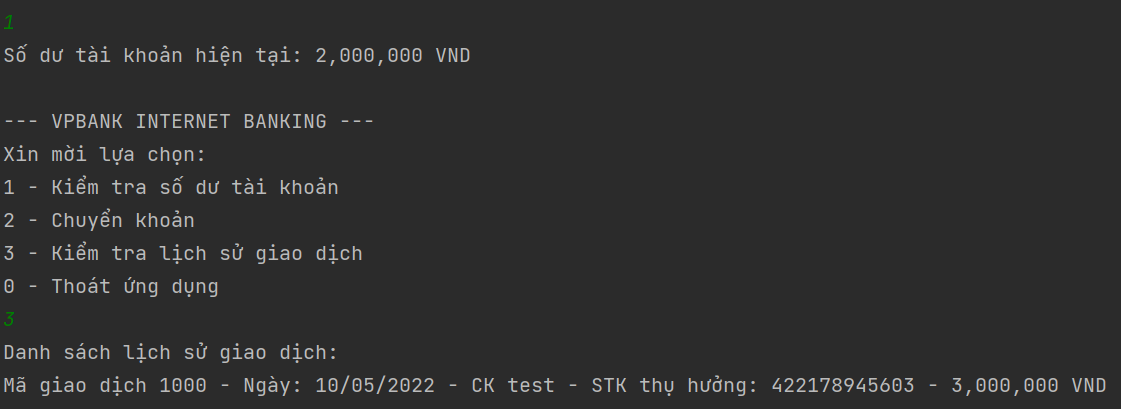 1
Số dư tài khoản hiện tại: 2,000,000 VND
--- VPBANK INTERNET BANKING ---
Xin mời lựa chọn:
1 - Kiểm tra số dư tài khoản
2 - Chuyển khoản
3 - Kiểm tra lịch sử giao dịch
0 - Thoát ứng dụng
3
Danh sách lịch sử giao dịch:
Mã giao dịch 1000 - Ngày: 10/05/2022 - CK test - STK thụ hưởng: 422178945603 - 3,000,000 VND